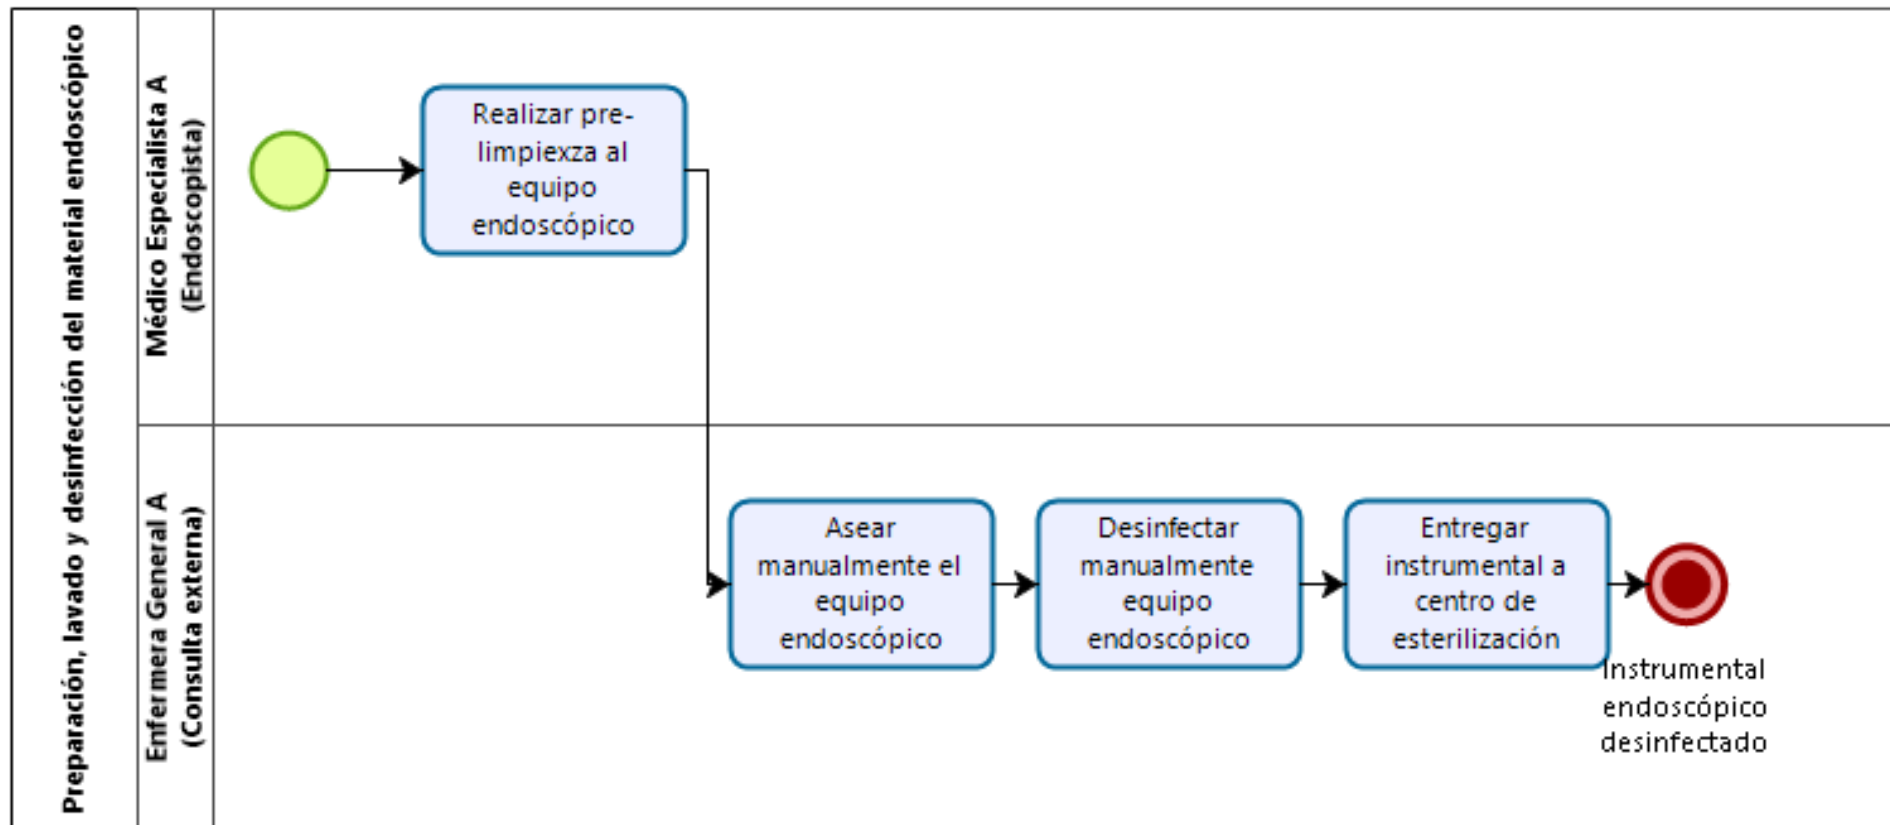 Preparación, lavado y desinfección del material endoscópico
Médico Especialista A
(Endoscopista)
Realizar pre-
limpiexza al
equipo
endoscópico
Enfermera General A
(Consulta externa)
Asear
manualmente el
equipo
endoscópico
Desinfectar
manualmente
equipo
endoscópico
Entregar
instrumental a
centro de
esterilización
Instrumental
endoscópico
desinfectado